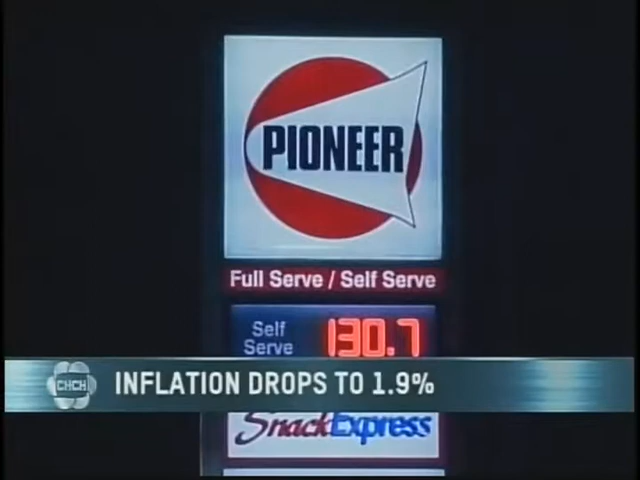 PIONEER
Full Serve / Self Serve
Self
Serve
130.7
CHCH
INFLATION DROPS TO 1.9%
SnackExpress